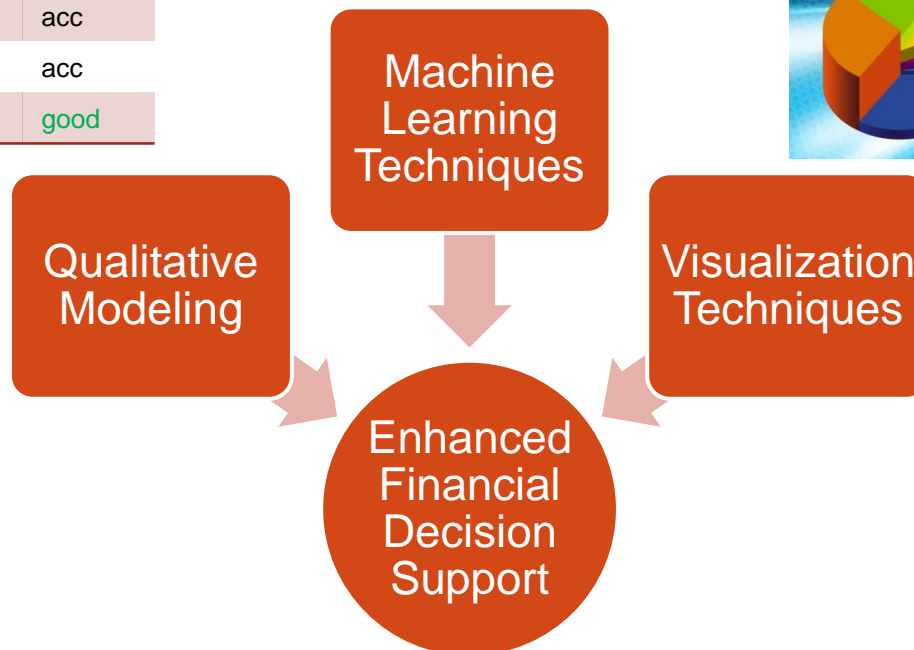 acc
acc
good
Machine
Learning
Techniques
Qualitative
Modeling
Visualization
Techniques
Enhanced
Financial
Decision
Support